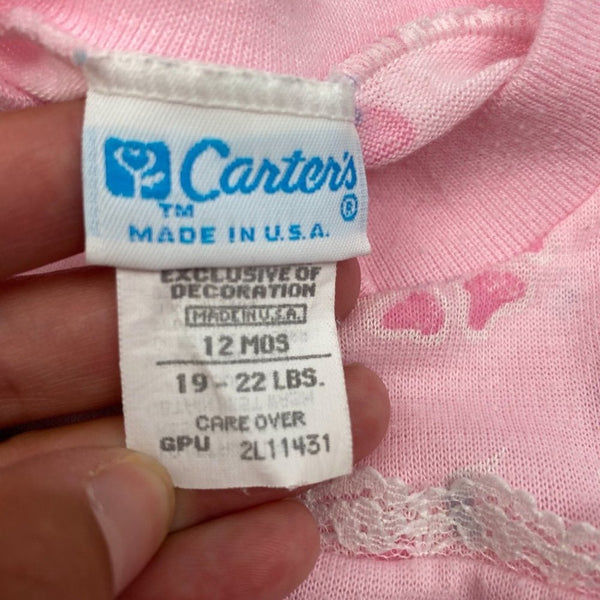 Carter's ®
TM
MADE IN U.S.A.
EXCLUSIVE OF
DECORATION
MADE IN U.S.A.
12 MOS
19 - 22 LBS.
CARE OVER
GPU 2L11431